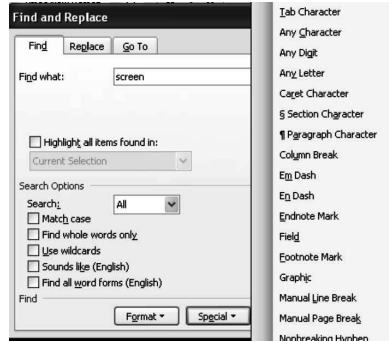 Find and Replace
Find
Replace
Go To
Find what:
screen
Highlight all items found in:
Current Selection
Search Options
Search:
All
Match case
Find whole words only
Use wildcards
Sounds like (English)
Find all word forms (English)
Find
Format
Special
Tab Character
Any Character
Any Digit
Any Letter
Caret Character
§ Section Character
¶ Paragraph Character
Column Break
Em Dash
En Dash
Endnote Mark
Field
Footnote Mark
Graphic
Manual Line Break
Manual Page Break
Nonbreaking Hyphen